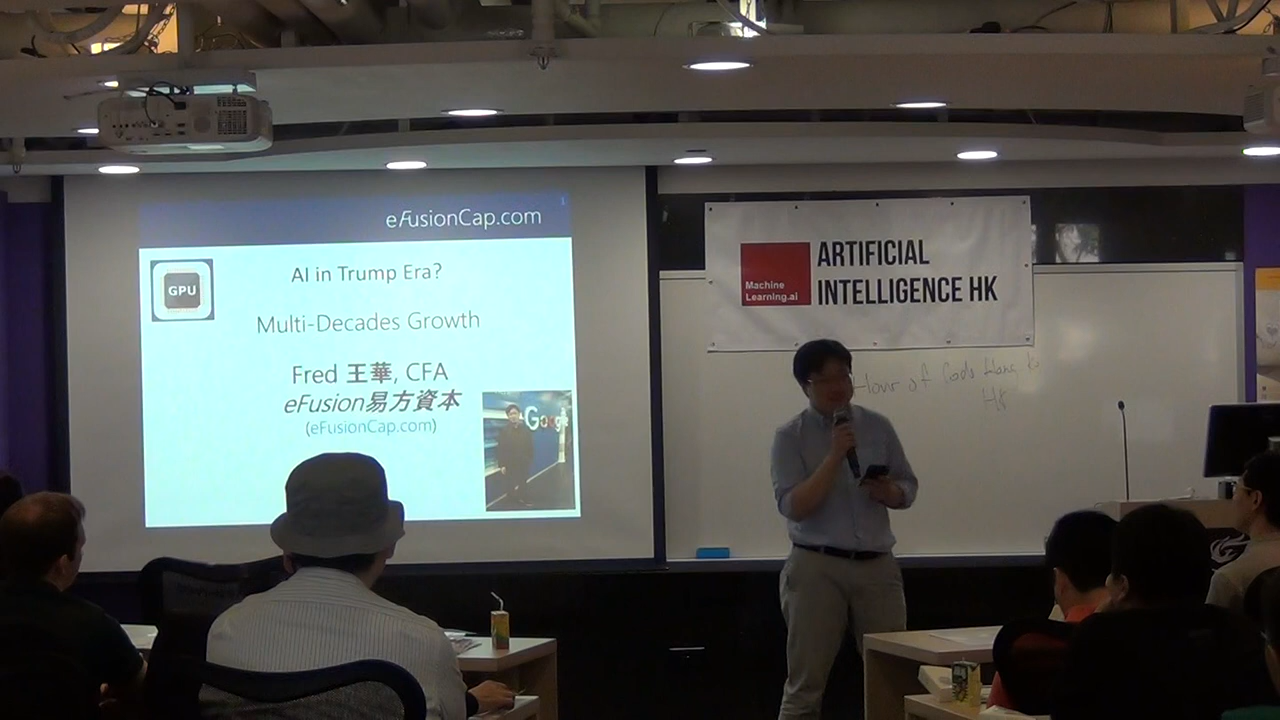 1
eFusionCap.com
GPU
AI in Trump Era?
Multi-Decades Growth
Fred 王華, CFA
eFusion易方資本
(eFusionCap.com)
Google
Machine
Learning.ai
ARTIFICIAL
INTELLIGENCE HK
Hour of Code Hong K
HK